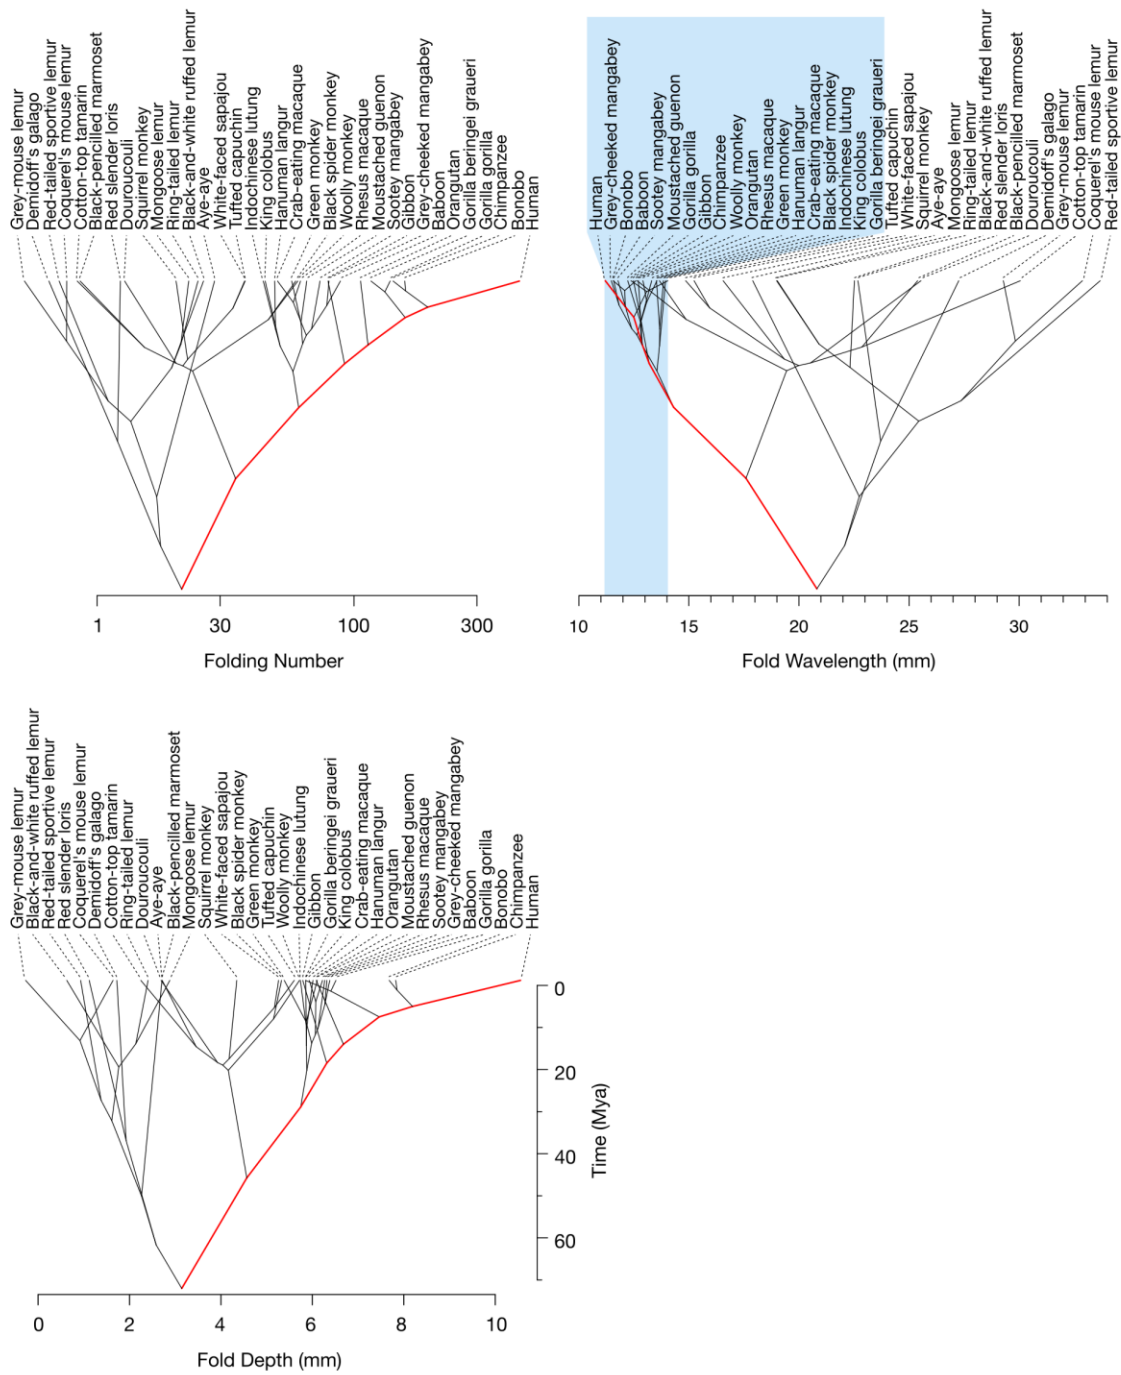 Grey-mouse lemur
Demidoff's galago
Red-tailed sportive lemur
Coquerel's mouse lemur
Cotton-top tamarin
Black-pencilled marmoset
Red slender loris
Douroucouli
Squirrel monkey
Mongoose lemur
Ring-tailed lemur
Black-and-white ruffed lemur
Aye-aye
White-faced sapajou
Tufted capuchin
Indochinese lutung
King colobus
Hanuman langur
Crab-eating macaque
Green monkey
Black spider monkey
Woolly monkey
Rhesus macaque
Moustached guenon
Sootey mangabey
Gibbon
Grey-cheeked mangabey
Baboon
Orangutan
Gorilla beringei graueri
Gorilla gorilla
Chimpanzee
Bonobo
Human
1
30
100
300
Folding Number
Human
Grey-cheeked mangabey
Bonobo
Baboon
Sootey mangabey
Moustached guenon
Gorilla gorilla
Gibbon
Chimpanzee
Woolly monkey
Orangutan
Rhesus macaque
Green monkey
Hanuman langur
Crab-eating macaque
Black spider monkey
Indochinese lutung
King colobus
Gorilla beringei graueri
Tufted capuchin
White-faced sapajou
Squirrel monkey
Aye-aye
Mongoose lemur
Ring-tailed lemur
Black-and-white ruffed lemur
Red slender loris
Black-pencilled marmoset
Douroucouli
Demidoff's galago
Grey-mouse lemur
Cotton-top tamarin
Coquerel's mouse lemur
Red-tailed sportive lemur
10
15
20
25
30
Fold Wavelength (mm)
Grey-mouse lemur
Black-and-white ruffed lemur
Red-tailed sportive lemur
Red slender loris
Coquerel's mouse lemur
Demidoff's galago
Cotton-top tamarin
Ring-tailed lemur
Douroucouli
Aye-aye
Black-pencilled marmoset
Mongoose lemur
Squirrel monkey
White-faced sapajou
Black spider monkey
Green monkey
Tufted capuchin
Woolly monkey
Indochinese lutung
Gibbon
Gorilla beringei graueri
King colobus
Crab-eating macaque
Hanuman langur
Orangutan
Moustached guenon
Rhesus macaque
Sootey mangabey
Grey-cheeked mangabey
Baboon
Gorilla gorilla
Bonobo
Chimpanzee
Human
0
20
40
60
Time (Mya)
0
2
4
6
8
10
Fold Depth (mm)